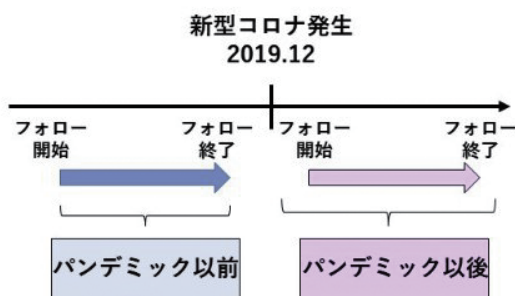 新型コロナ発生
2019.12
フォロー
開始
フォロー
終了
フォロー
開始
フォロー
終了
パンデミック以前
パンデミック以後